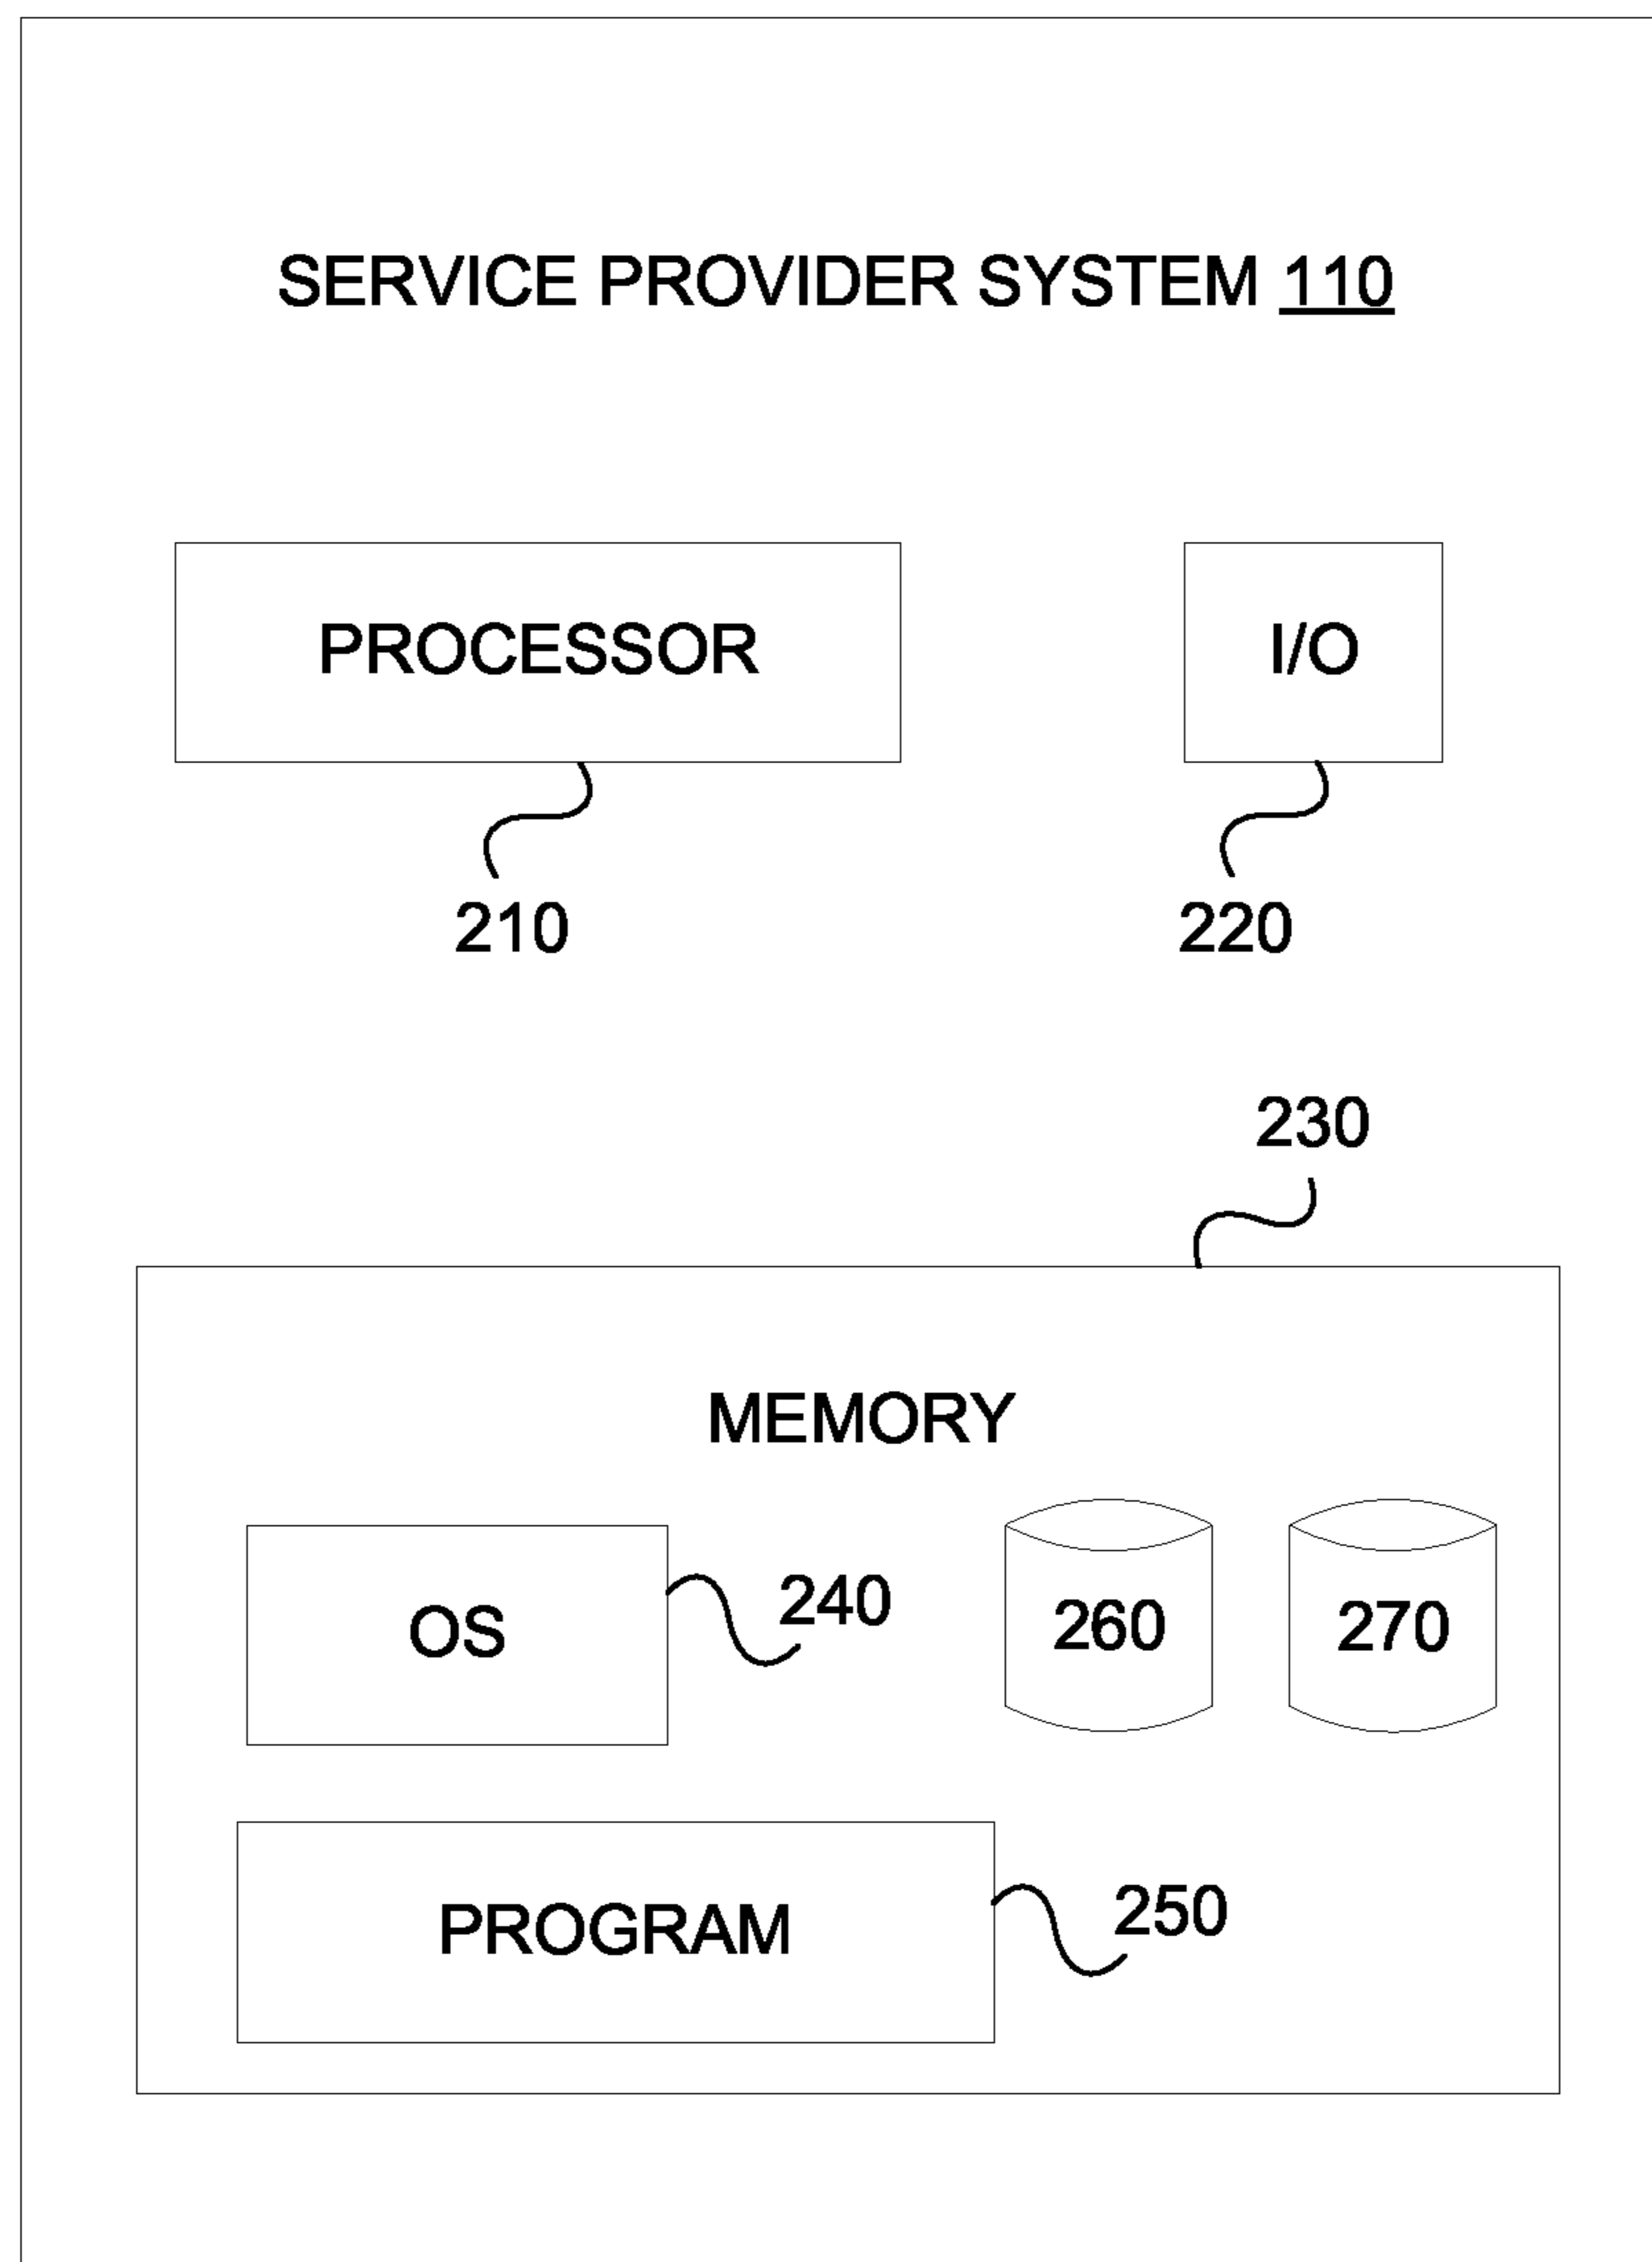 SERVICE PROVIDER SYSTEM 110
PROCESSOR
I/O
210
220
230
MEMORY
OS
240
260
270
PROGRAM
250